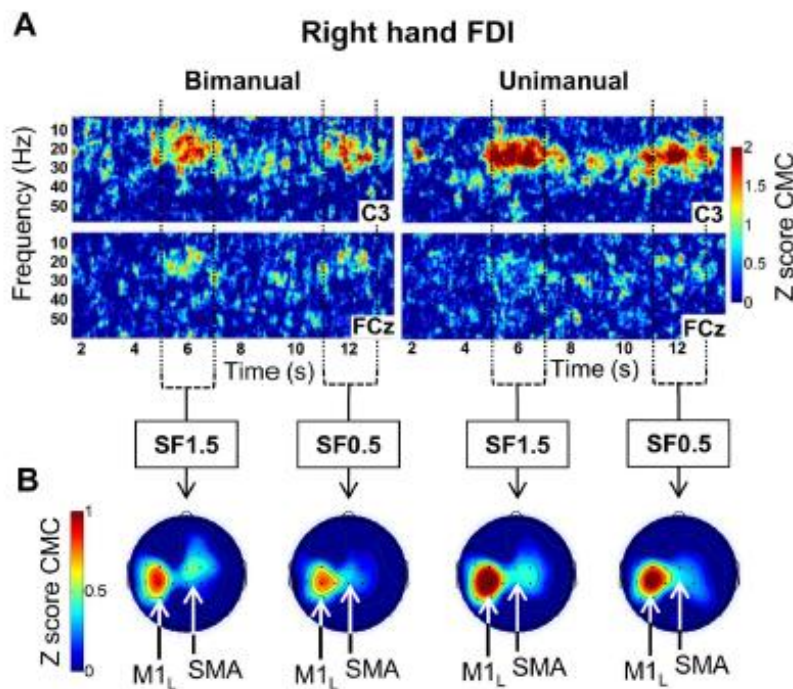 A
Right hand FDI
Bimanual Unimanual
Frequency (Hz)
10
20
30
40
50
C3
C3
10
20
30
40
50
FCz
FCz
2 4 6 8 10 12
2 4 6 8 10 12
Time (s) Time (s)
2
1.5
1
0.5
0
Z score CMC
SF1.5 SF0.5 SF1.5 SF0.5
B
Z score CMC
1
0.5
0
M1L SMA M1L SMA M1L SMA M1L SMA